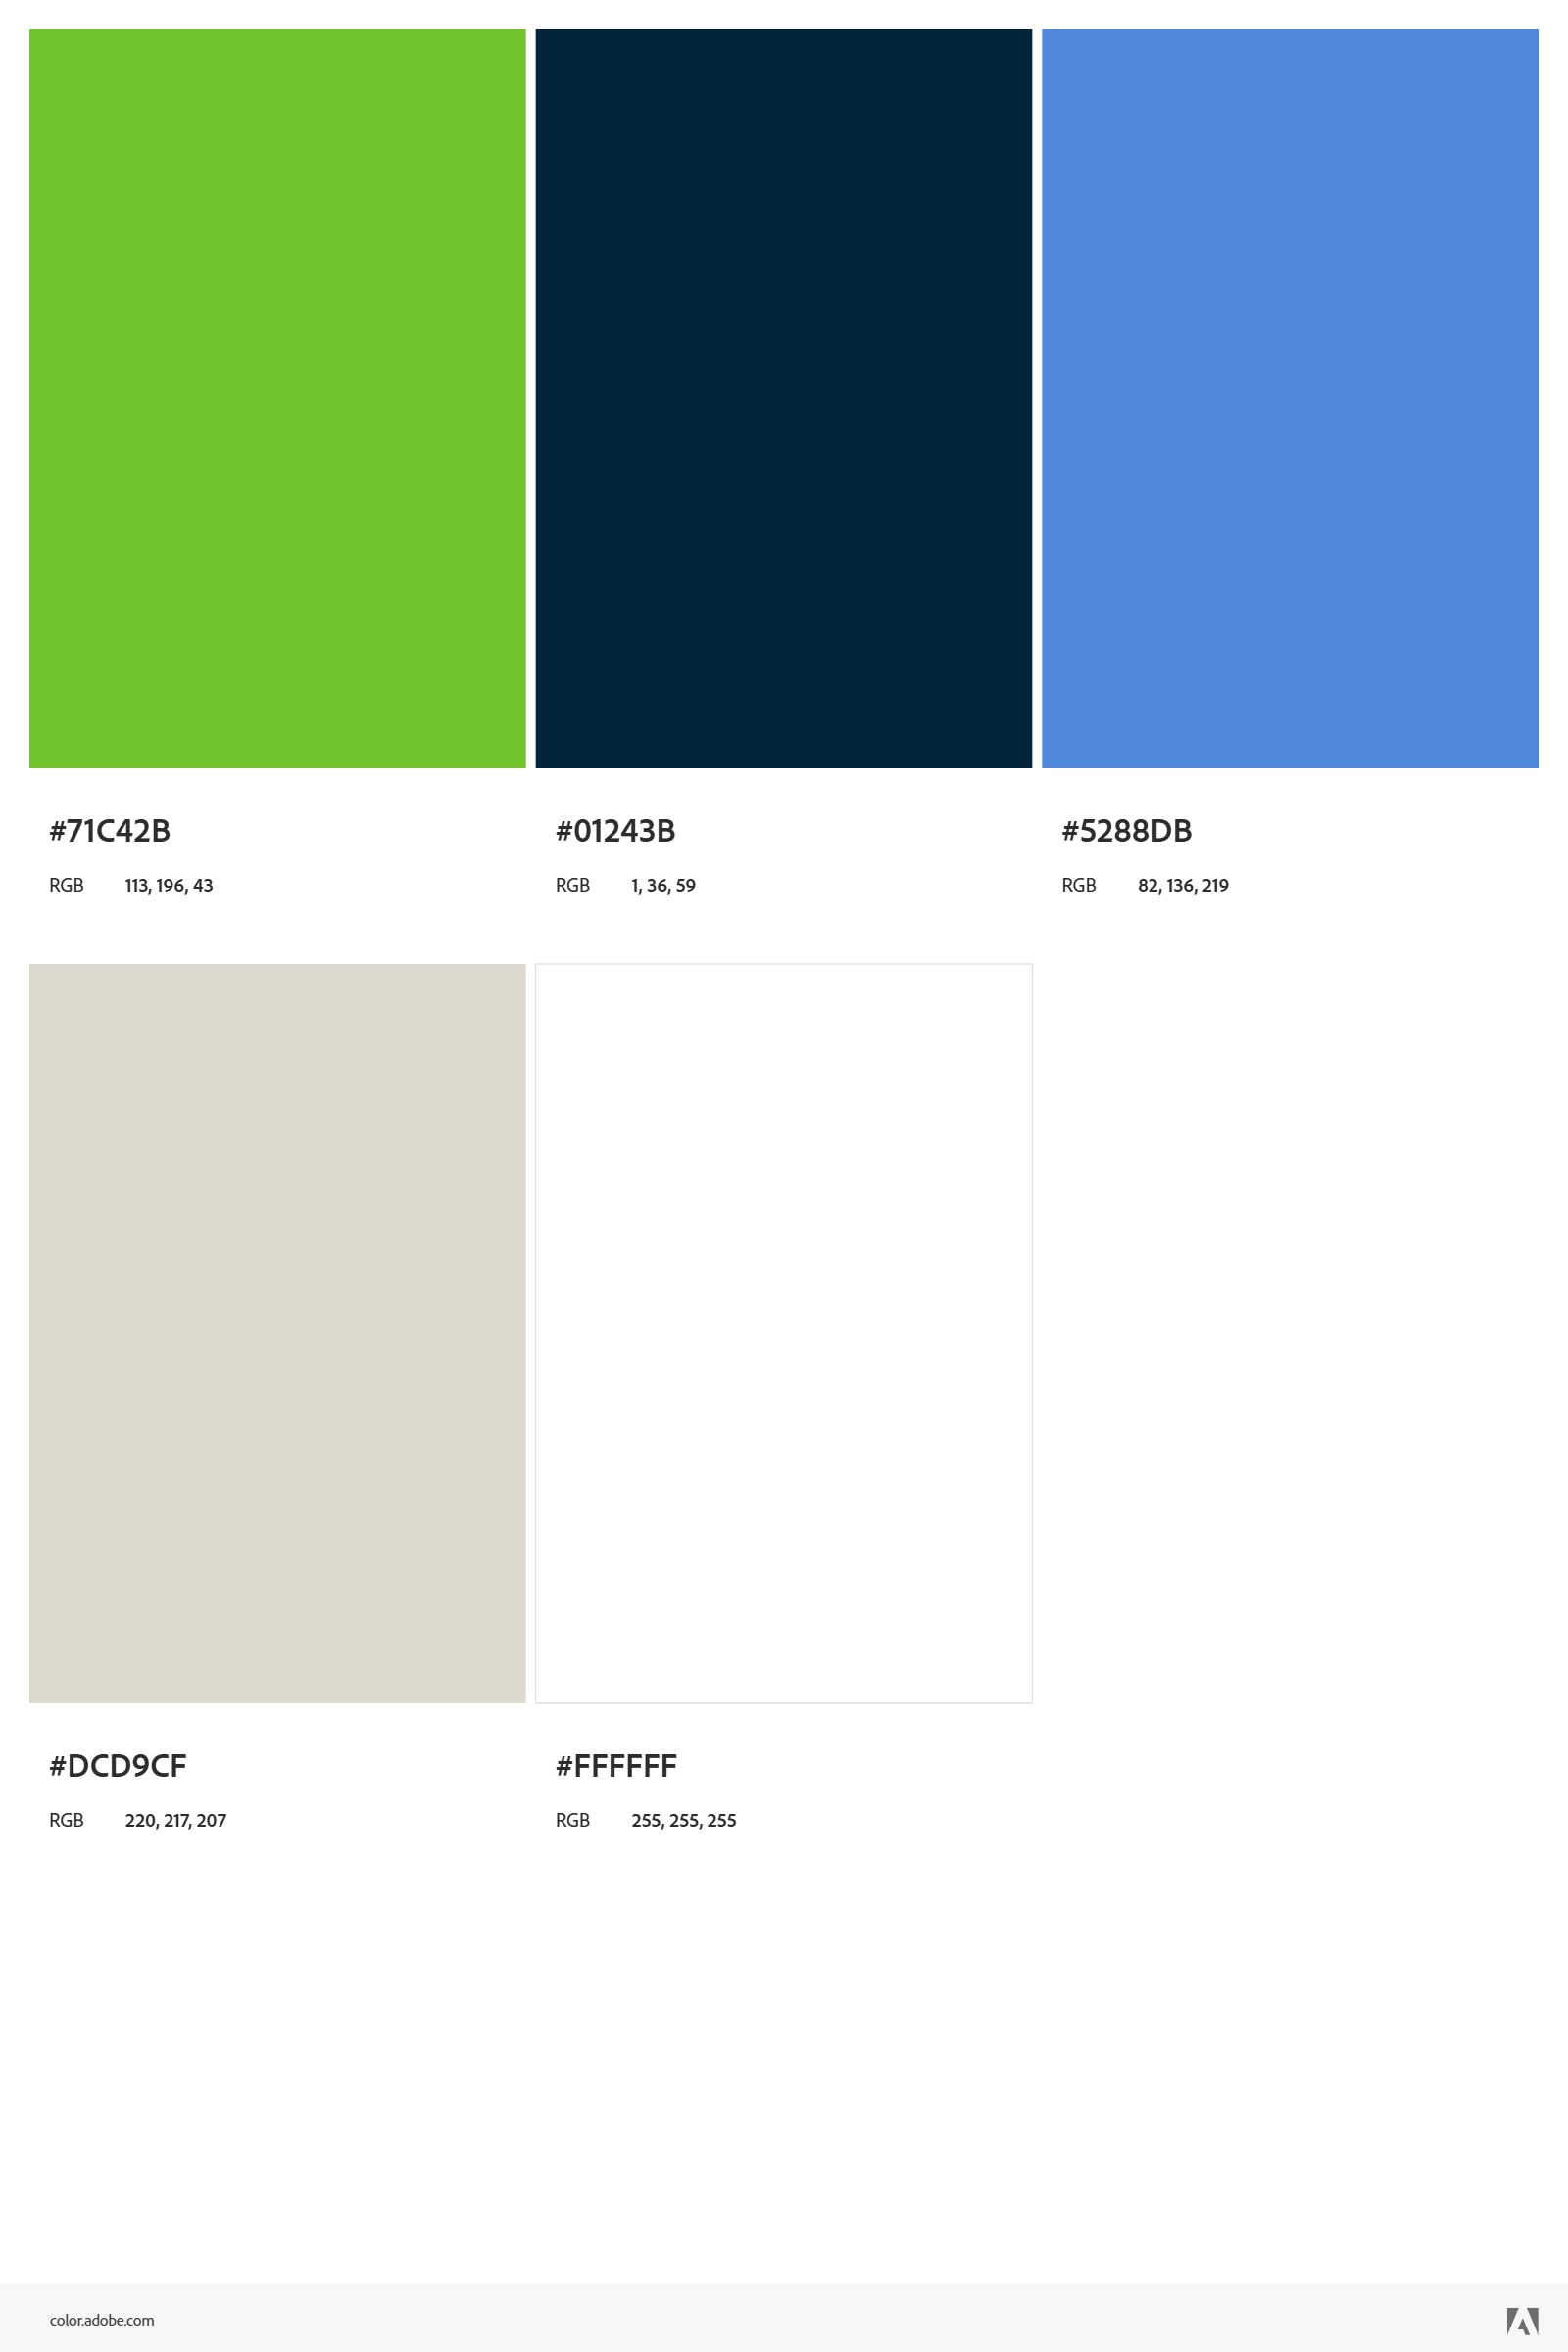 #71C42B #01243B #5288DB
RGB 113, 196, 43 RGB 1, 36, 59 RGB 82, 136, 219
#DCD9CF #FFFFFF
RGB 220, 217, 207 RGB 255, 255, 255
color.adobe.com